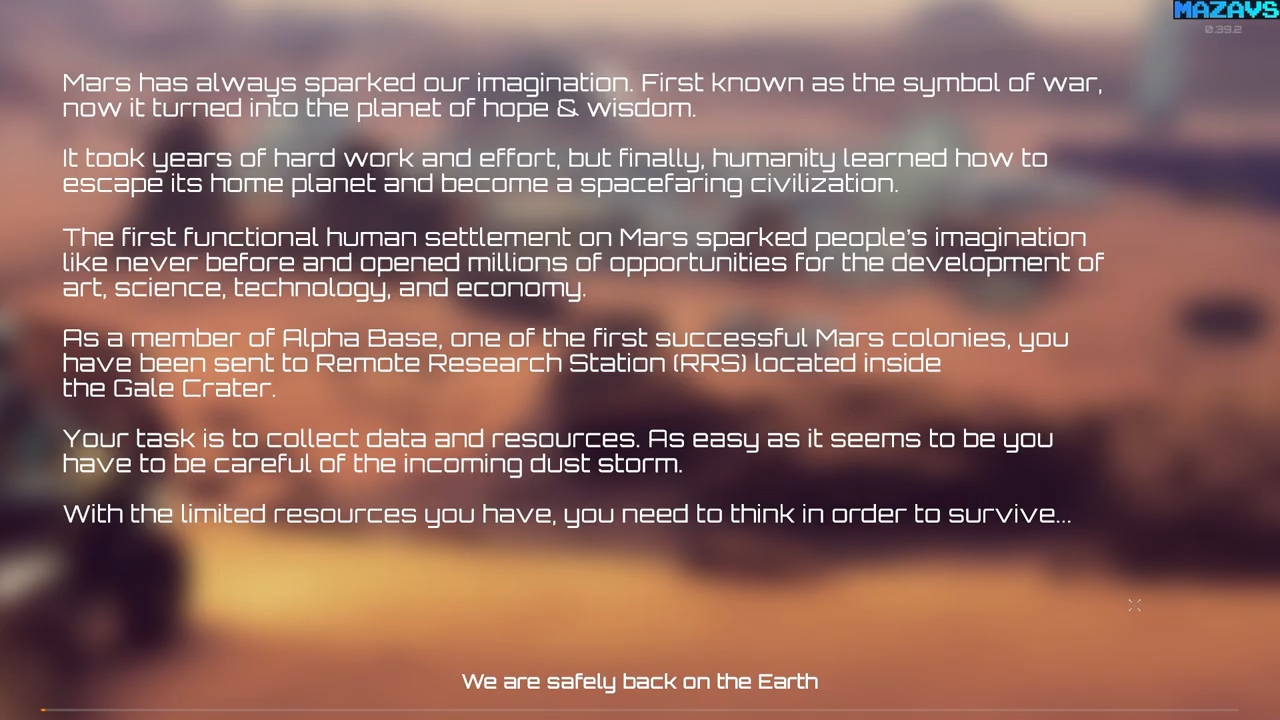 MAZAVS
0.39.2
Mars has always sparked our imagination. First known as the symbol of war,
now it turned into the planet of hope & wisdom.
It took years of hard work and effort, but finally, humanity learned how to
escape its home planet and become a spacefaring civilization.
The first functional human settlement on Mars sparked people's imagination
like never before and opened millions of opportunities for the development of
art, science, technology, and economy.
As a member of Alpha Base, one of the first successful Mars colonies, you
have been sent to Remote Research Station (RRS) located inside
the Gale Crater.
Your task is to collect data and resources. As easy as it seems to be you
have to be careful of the incoming dust storm.
With the limited resources you have, you need to think in order to survive...
We are safely back on the Earth